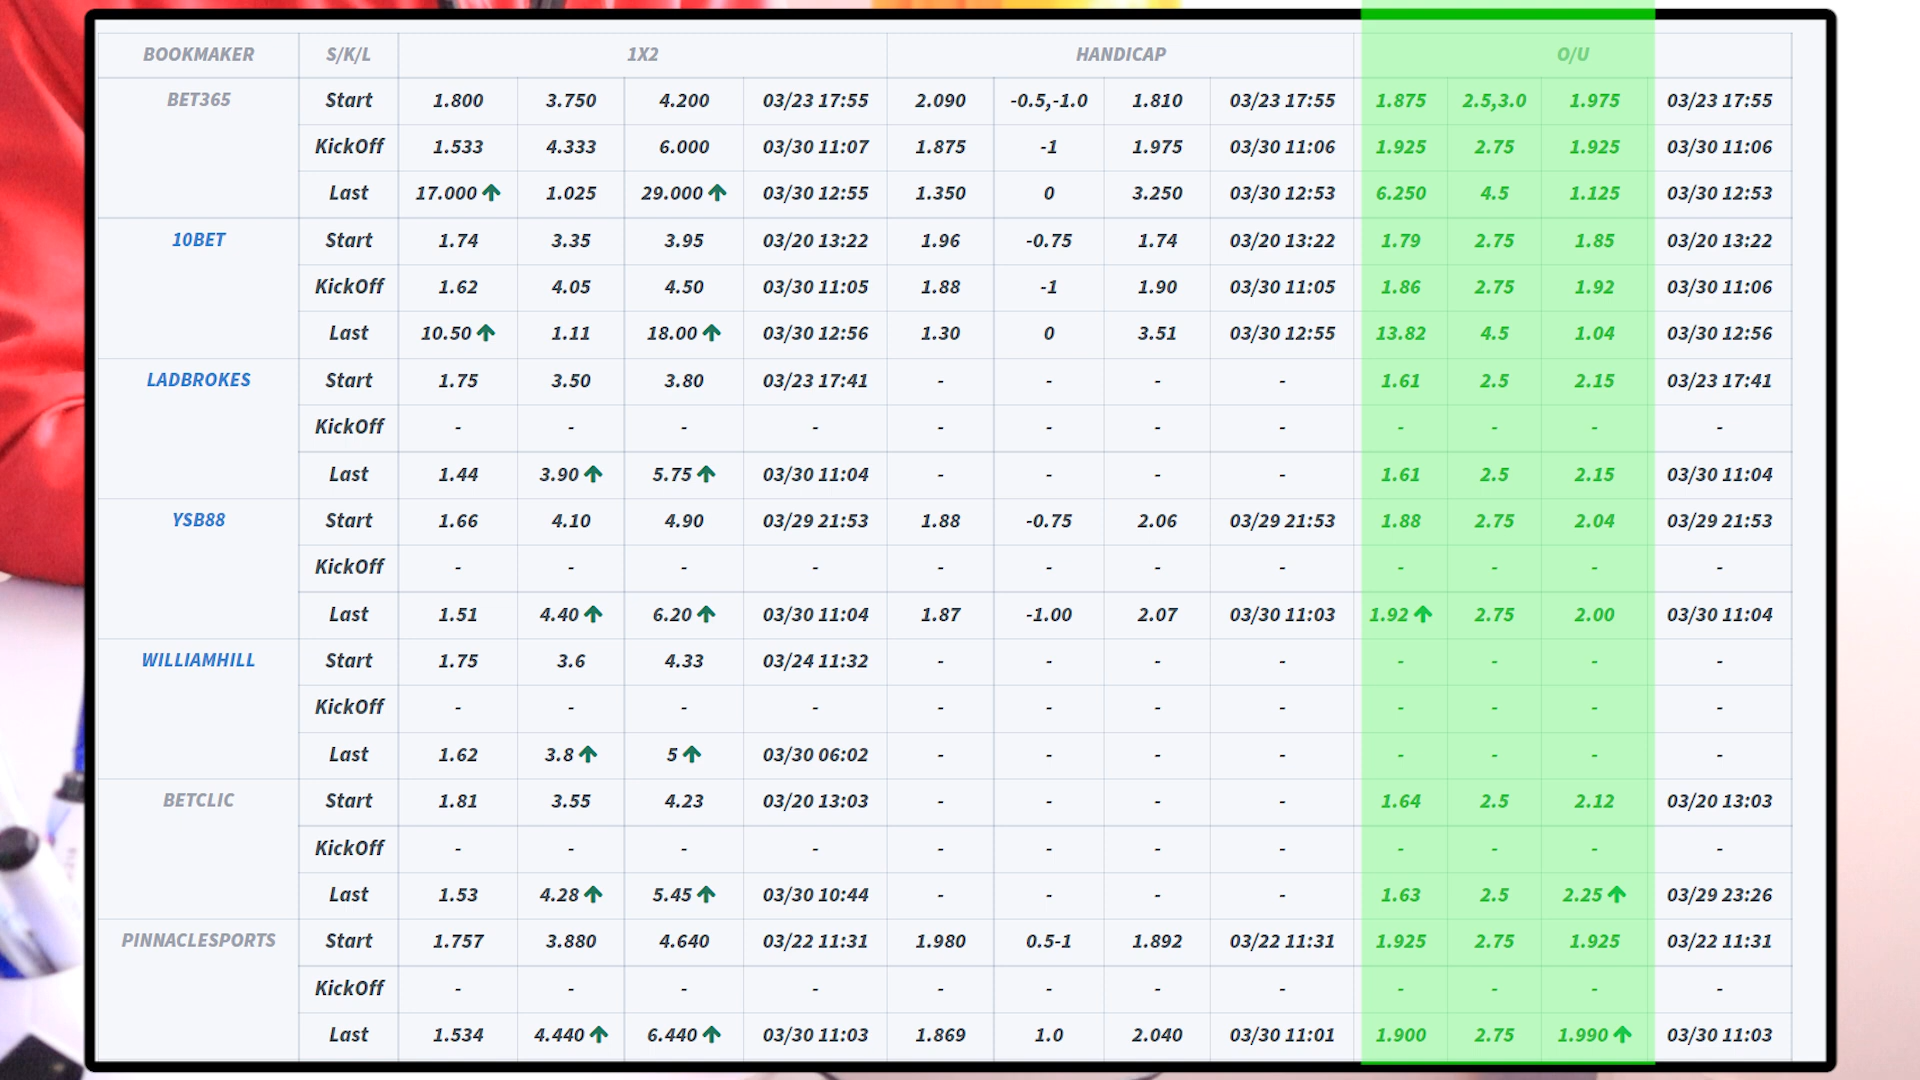 BOOKMAKER S/K/L 1X2 HANDICAP O/U
BET365 Start 1.800 3.750 4.200 03/23 17:55 2.090 -0.5,-1.0 1.810 03/23 17:55 1.875 2.5,3.0 1.975 03/23 17:55
KickOff 1.533 4.333 6.000 03/30 11:07 1.875 -1 1.975 03/30 11:06 1.925 2.75 1.925 03/30 11:06
Last 17.000 1.025 29.000 03/30 12:55 1.350 0 3.250 03/30 12:53 6.250 4.5 1.125 03/30 12:53
10BET Start 1.74 3.35 3.95 03/20 13:22 1.96 -0.75 1.74 03/20 13:22 1.79 2.75 1.85 03/20 13:22
KickOff 1.62 4.05 4.50 03/30 11:05 1.88 -1 1.90 03/30 11:05 1.86 2.75 1.92 03/30 11:06
Last 10.50 1.11 18.00 03/30 12:56 1.30 0 3.51 03/30 12:55 13.82 4.5 1.04 03/30 12:56
LADBROKES Start 1.75 3.50 3.80 03/23 17:41 - - - - 1.61 2.5 2.15 03/23 17:41
KickOff - - - - - - - - - - - -
Last 1.44 3.90 5.75 03/30 11:04 - - - - 1.61 2.5 2.15 03/30 11:04
YSB88 Start 1.66 4.10 4.90 03/29 21:53 1.88 -0.75 2.06 03/29 21:53 1.88 2.75 2.04 03/29 21:53
KickOff - - - - - - - - - - - -
Last 1.51 4.40 6.20 03/30 11:04 1.87 -1.00 2.07 03/30 11:03 1.92 2.75 2.00 03/30 11:04
WILLIAMHILL Start 1.75 3.6 4.33 03/24 11:32 - - - - - - - -
KickOff - - - - - - - - - - - -
Last 1.62 3.8 5 03/30 06:02 - - - - - - - -
BETCLIC Start 1.81 3.55 4.23 03/20 13:03 - - - - 1.64 2.5 2.12 03/20 13:03
KickOff - - - - - - - - - - - -
Last 1.53 4.28 5.45 03/30 10:44 - - - - 1.63 2.5 2.25 03/29 23:26
PINNACLESPORTS Start 1.757 3.880 4.640 03/22 11:31 1.980 0.5-1 1.892 03/22 11:31 1.925 2.75 1.925 03/22 11:31
KickOff - - - - - - - - - - - -
Last 1.534 4.440 6.440 03/30 11:03 1.869 1.0 2.040 03/30 11:01 1.900 2.75 1.990 03/30 11:03